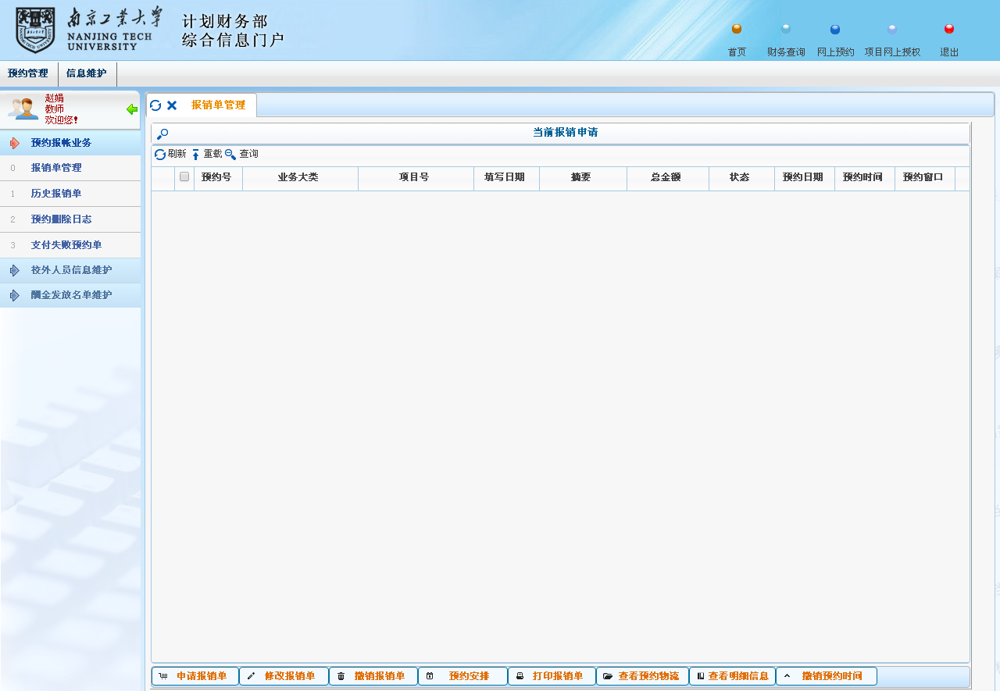 南京工业大学
NANJING TECH
UNIVERSITY
计划财务部
综合信息门户
首页 财务查询 网上预约 项目网上授权 退出
预约管理 信息维护
赵娟
教师
欢迎您!
预约报帐业务
0 报销单管理
1 历史报销单
2 预约删除日志
3 支付失败预约单
校外人员信息维护
酬金发放名单维护
报销单管理
当前报销申请
刷新 重载 查询
预约号 业务大类 项目号 填写日期 摘要 总金额 状态 预约日期 预约时间 预约窗口
申请报销单 修改报销单 撤销报销单 预约安排 打印报销单 查看预约物流 查看明细信息 撤销预约时间